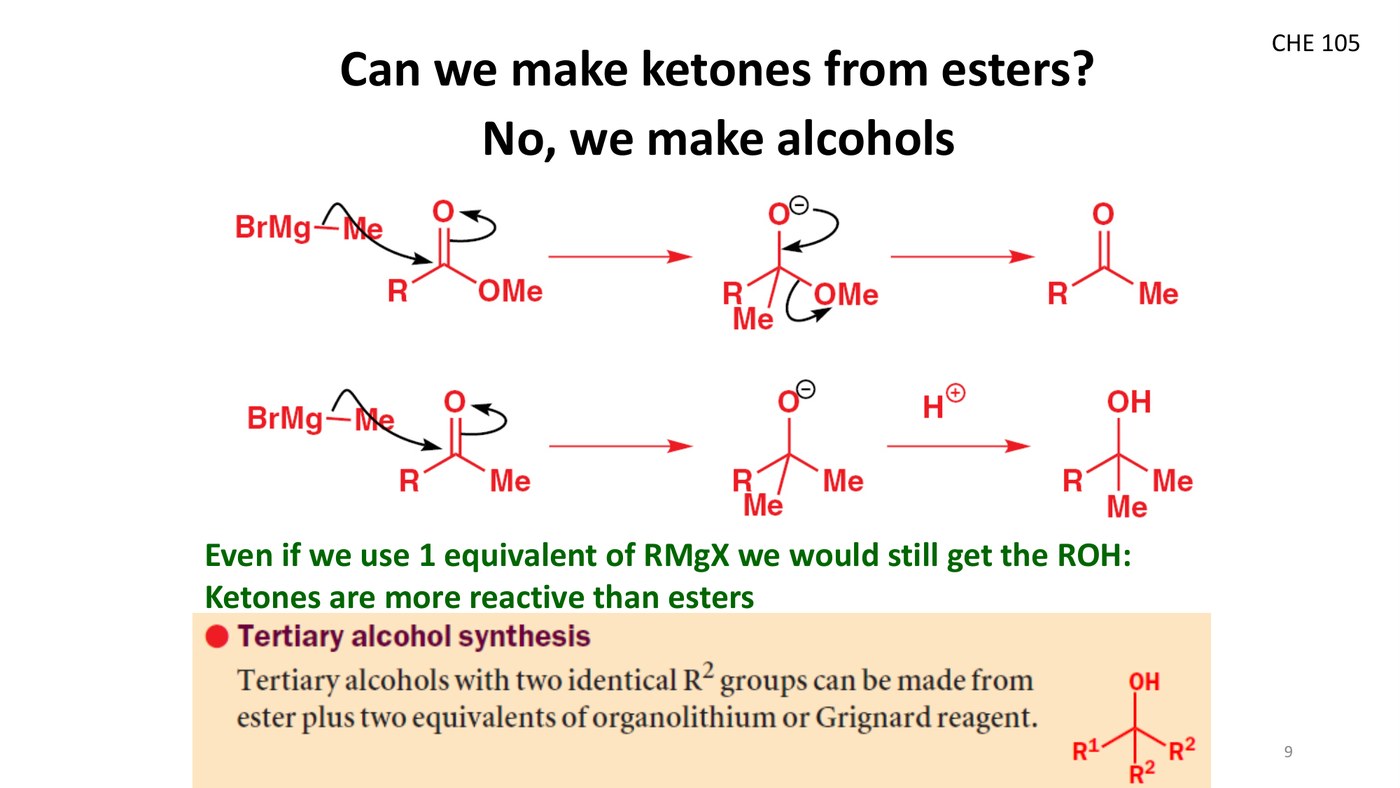 CHE 105
Can we make ketones from esters?
No, we make alcohols
BrMg—Me
O
R
OMe
O⊖
R
Me
OMe
O
R
Me
BrMg—Me
O
R
Me
O⊖
R
Me
Me
H⊕
OH
R
Me
Me
Even if we use 1 equivalent of RMgX we would still get the ROH:
Ketones are more reactive than esters
● Tertiary alcohol synthesis
Tertiary alcohols with two identical R² groups can be made from
ester plus two equivalents of organolithium or Grignard reagent.
OH
R¹
R²
R²
9